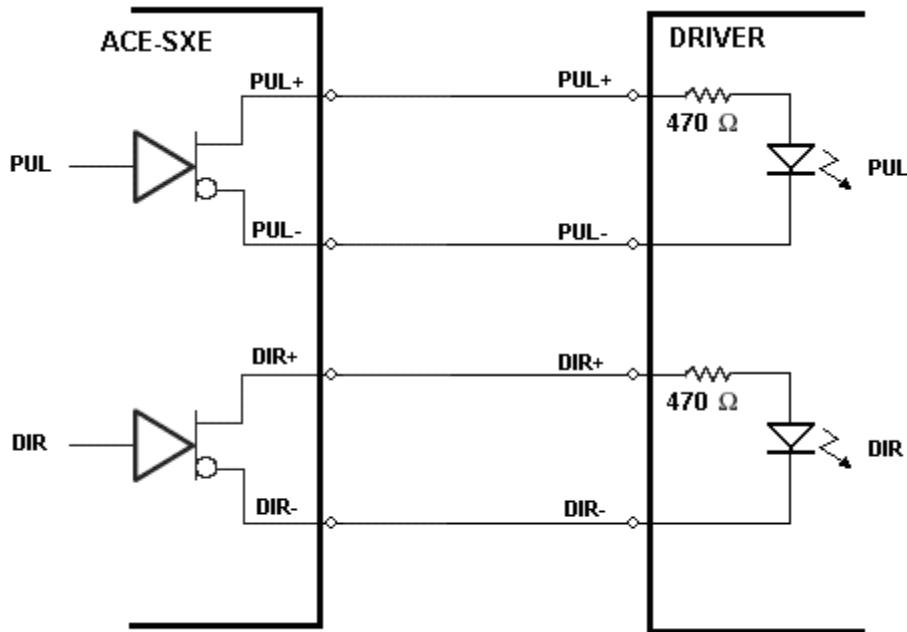 ACE-SXE
DRIVER
PUL+
PUL+
470 Ω
PUL
PUL
PUL-
PUL-
DIR+
DIR+
470 Ω
DIR
DIR
DIR-
DIR-